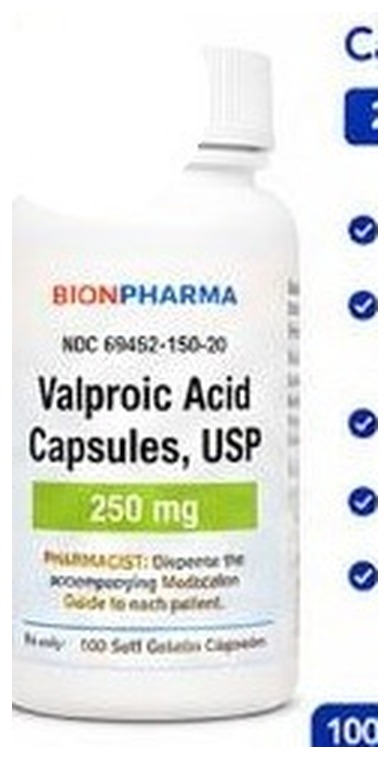 BIONPHARMA
NDC 69452-150-20
Valproic Acid
Capsules, USP
250 mg
PHARMACIST: Dispense the
accompanying Medication
Guide to each patient.
Rx only 100 Soft Gelatin Capsules
Ca
100